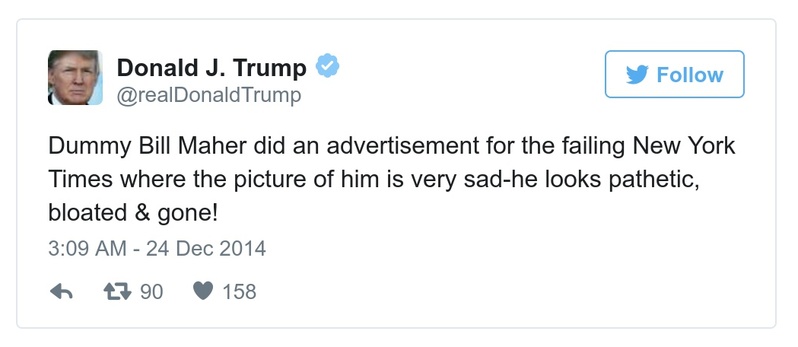 Donald J. Trump
@realDonaldTrump
Follow
Dummy Bill Maher did an advertisement for the failing New York
Times where the picture of him is very sad-he looks pathetic,
bloated & gone!
3:09 AM - 24 Dec 2014
90 158